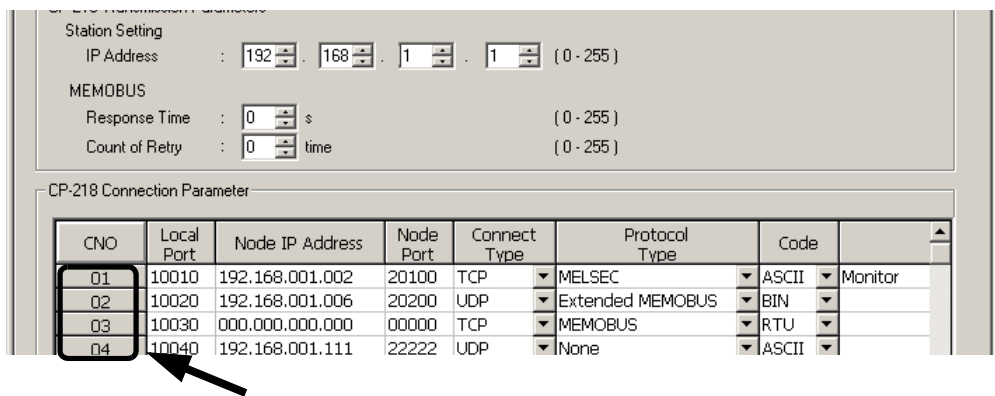 Station Setting
IP Address : 192 . 168 . 1 . 1 ( 0 - 255 )
MEMOBUS
Response Time : 0 s ( 0 - 255 )
Count of Retry : 0 time ( 0 - 255 )
CP-218 Connection Parameter
CNO Local Port Node IP Address Node Port Connect Type Protocol Type Code
01 10010 192.168.001.002 20100 TCP MELSEC ASCII Monitor
02 10020 192.168.001.006 20200 UDP Extended MEMOBUS BIN
03 10030 000.000.000.000 00000 TCP MEMOBUS RTU
04 10040 192.168.001.111 22222 UDP None ASCII